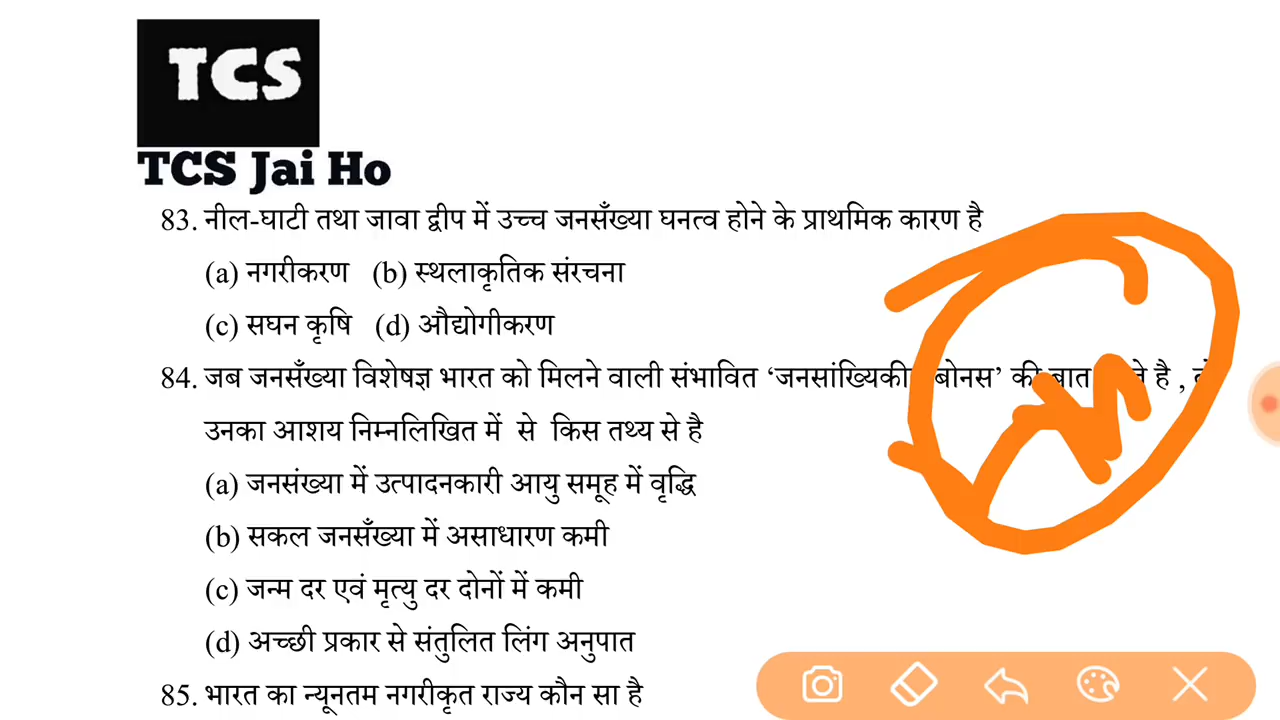 TCS
TCS Jai Ho
83. नील-घाटी तथा जावा द्वीप में उच्च जनसँख्या घनत्व होने के प्राथमिक कारण है
(a) नगरीकरण (b) स्थलाकृतिक संरचना
(c) सघन कृषि (d) औद्योगीकरण
84. जब जनसँख्या विशेषज्ञ भारत को मिलने वाली संभावित ‘जनसांख्यिकी बोनस’ की बात है ,
उनका आशय निम्नलिखित में से किस तथ्य से है
(a) जनसंख्या में उत्पादनकारी आयु समूह में वृद्धि
(b) सकल जनसँख्या में असाधारण कमी
(c) जन्म दर एवं मृत्यु दर दोनों में कमी
(d) अच्छी प्रकार से संतुलित लिंग अनुपात
85. भारत का न्यूनतम नगरीकृत राज्य कौन सा है